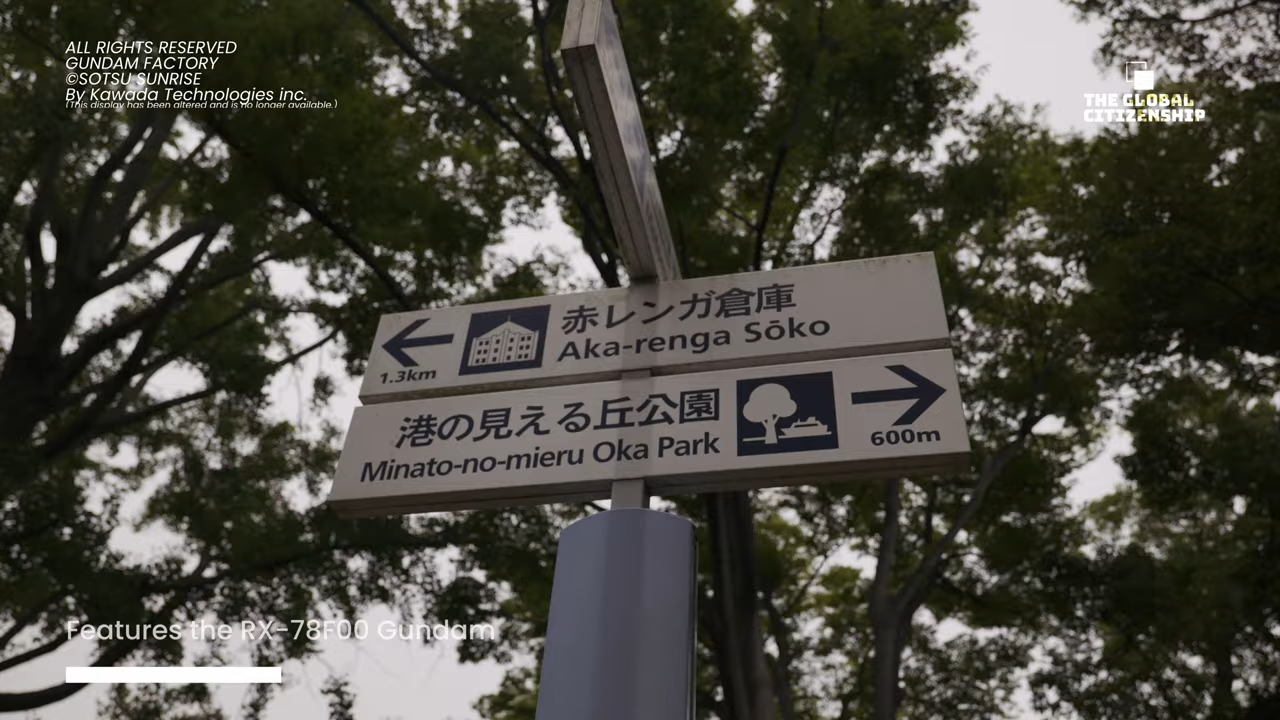 ALL RIGHTS RESERVED
GUNDAM FACTORY
©SOTSU SUNRISE
By Kawada Technologies inc.
(This display has been altered and is no longer available.)
THE GLOBAL
CITIZENSHIP
赤レンガ倉庫
Aka-renga Sōko
1.3km
港の見える丘公園
Minato-no-mieru Oka Park
600m
Features the RX-78F00 Gundam